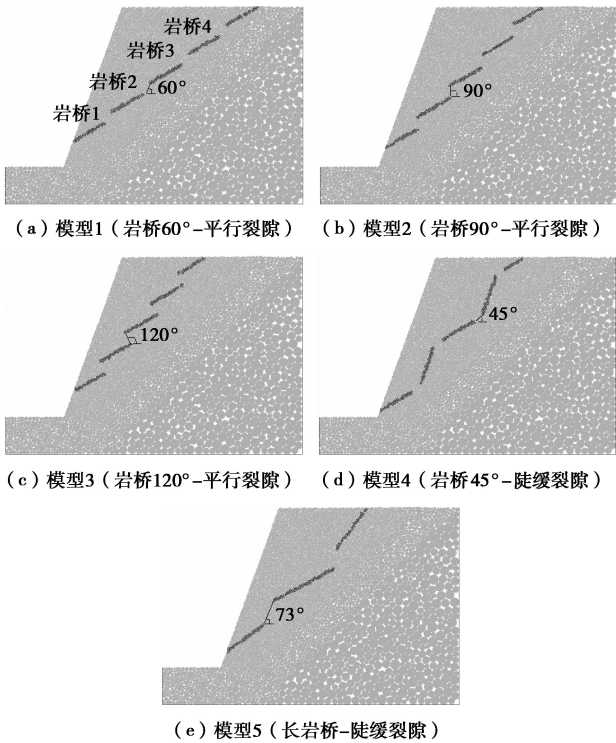 岩桥4
岩桥3
岩桥2
岩桥1
60°
90°
(a)模型1(岩桥60°-平行裂隙)
(b)模型2(岩桥90°-平行裂隙)
120°
45°
(c)模型3(岩桥120°-平行裂隙)
(d)模型4(岩桥45°-陡缓裂隙)
73°
(e)模型5(长岩桥-陡缓裂隙)